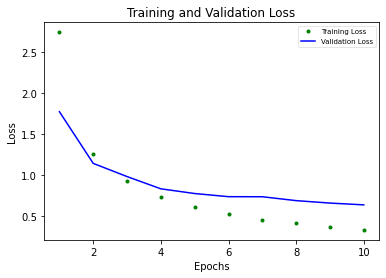 Training and Validation Loss
Training Loss
Validation Loss
Loss
2.5
2.0
1.5
1.0
0.5
2 4 6 8 10
Epochs